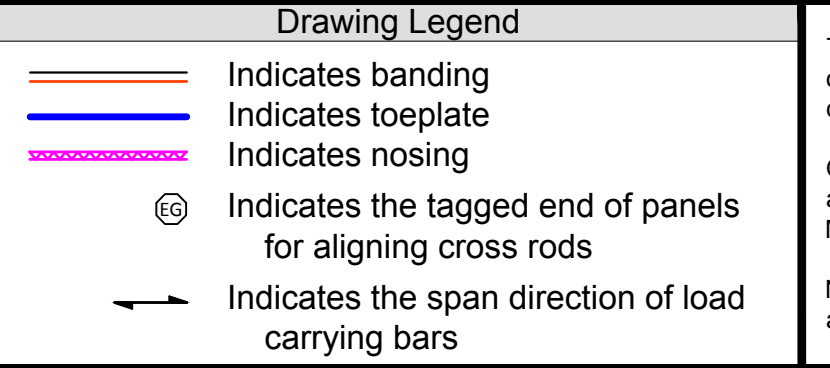 Drawing Legend
Indicates banding
Indicates toeplate
Indicates nosing
EG Indicates the tagged end of panels
for aligning cross rods
Indicates the span direction of load
carrying bars